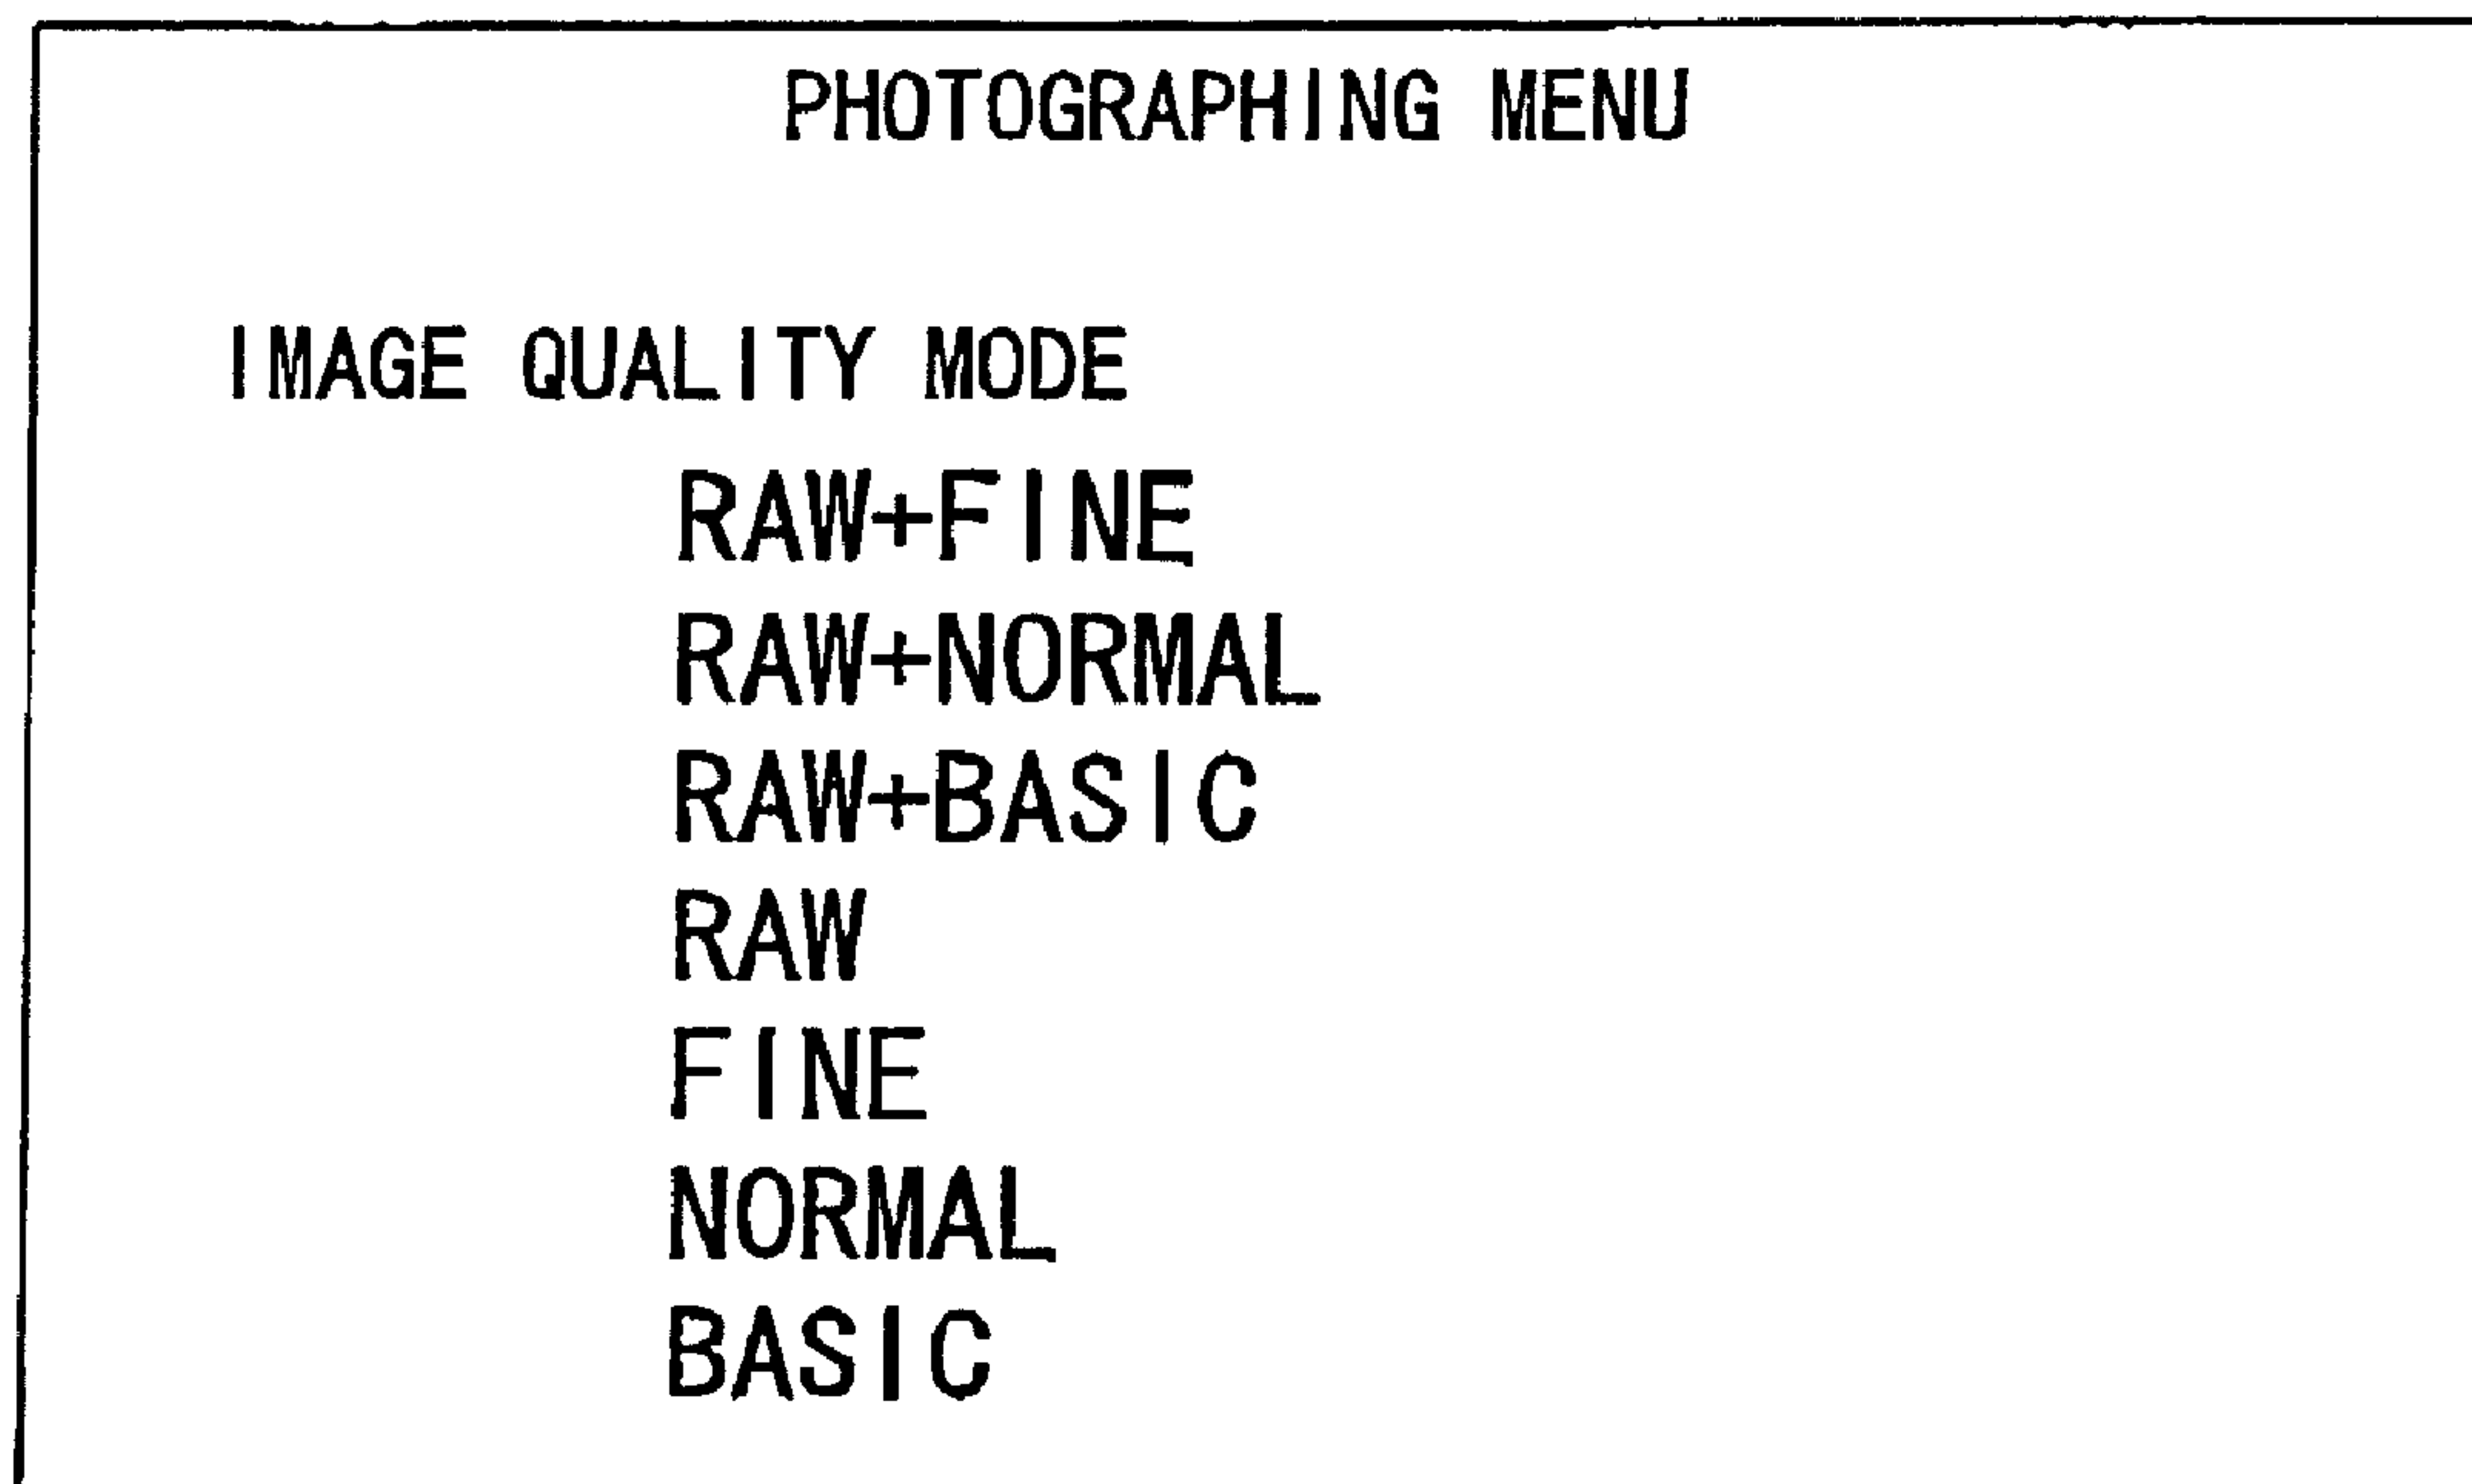 PHOTOGRAPHING MENU
IMAGE QUALITY MODE
RAW+FINE
RAW+NORMAL
RAW+BASIC
RAW
FINE
NORMAL
BASIC